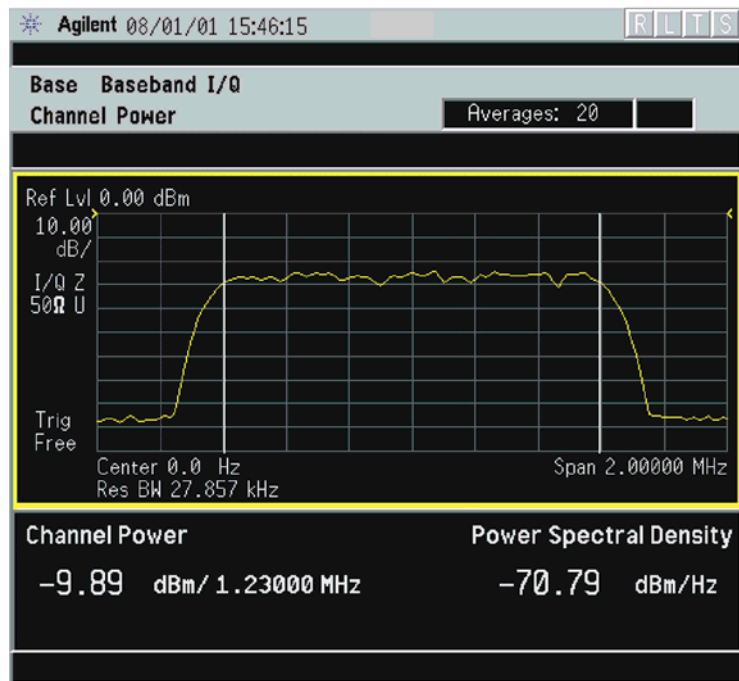 Agilent 08/01/01 15:46:15 R L T S
Base Baseband I/Q
Channel Power
Averages: 20
Ref Lvl 0.00 dBm
10.00
dB/
I/Q Z
50Ω U
Trig
Free
Center 0.0 Hz
Span 2.00000 MHz
Res BW 27.857 kHz
Channel Power
Power Spectral Density
-9.89 dBm/ 1.23000 MHz
-70.79 dBm/Hz